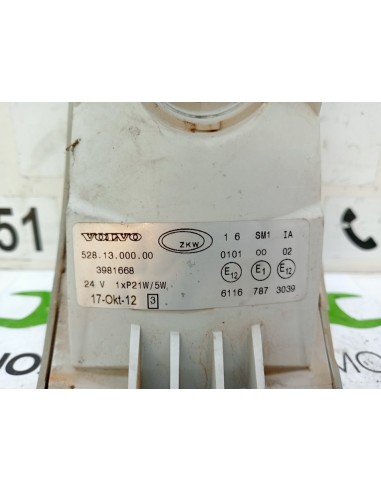 VOLVO ZKW 1 6 SM1 IA
528.13.000.00 0101 00 02
3981668 E12 E1 E12
24 V 1xP21W/5W 6116 787 3039
17-Okt-12 3
51